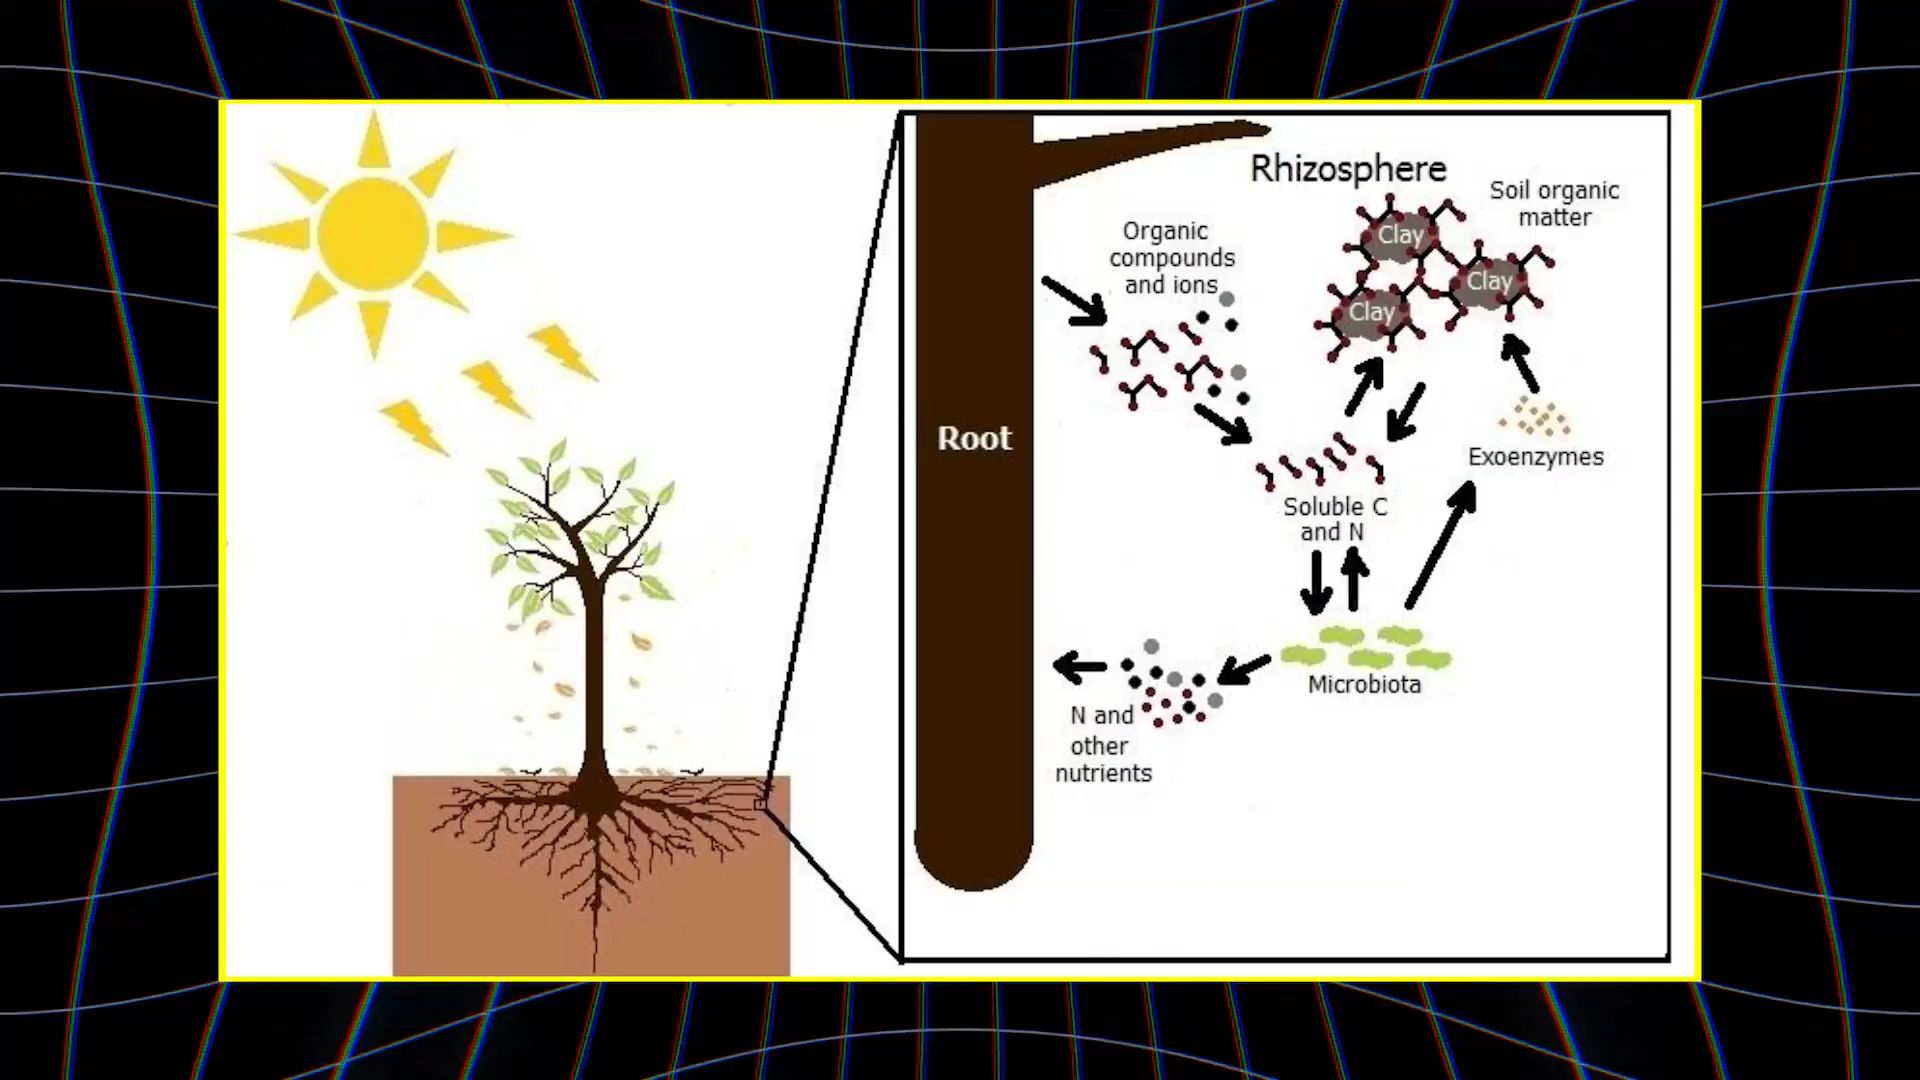 Rhizosphere
Soil organic
matter
Organic
compounds
and ions
Clay
Clay
Clay
Root
Exoenzymes
Soluble C
and N
Microbiota
N and
other
nutrients